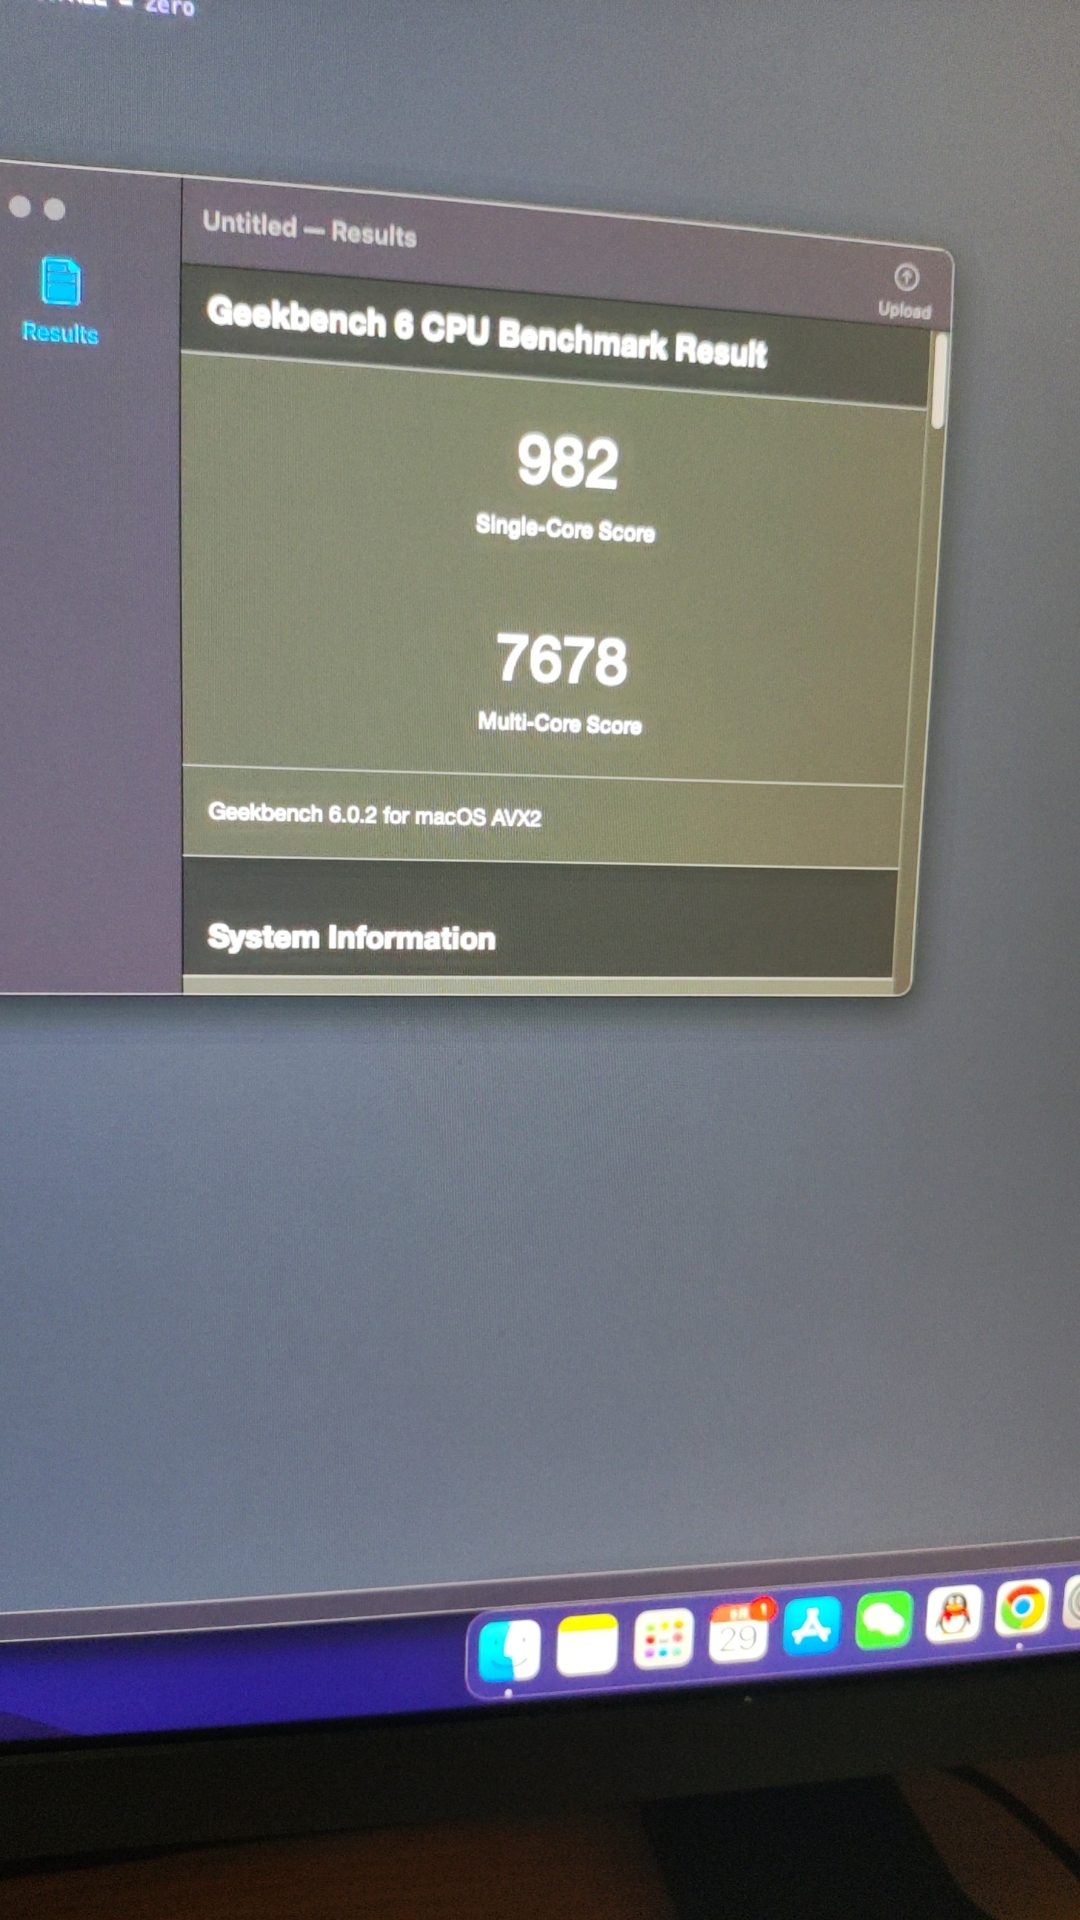 = zero
Untitled — Results
Upload
Results
Geekbench 6 CPU Benchmark Result
982
Single-Core Score
7678
Multi-Core Score
Geekbench 6.0.2 for macOS AVX2
System Information
1
29